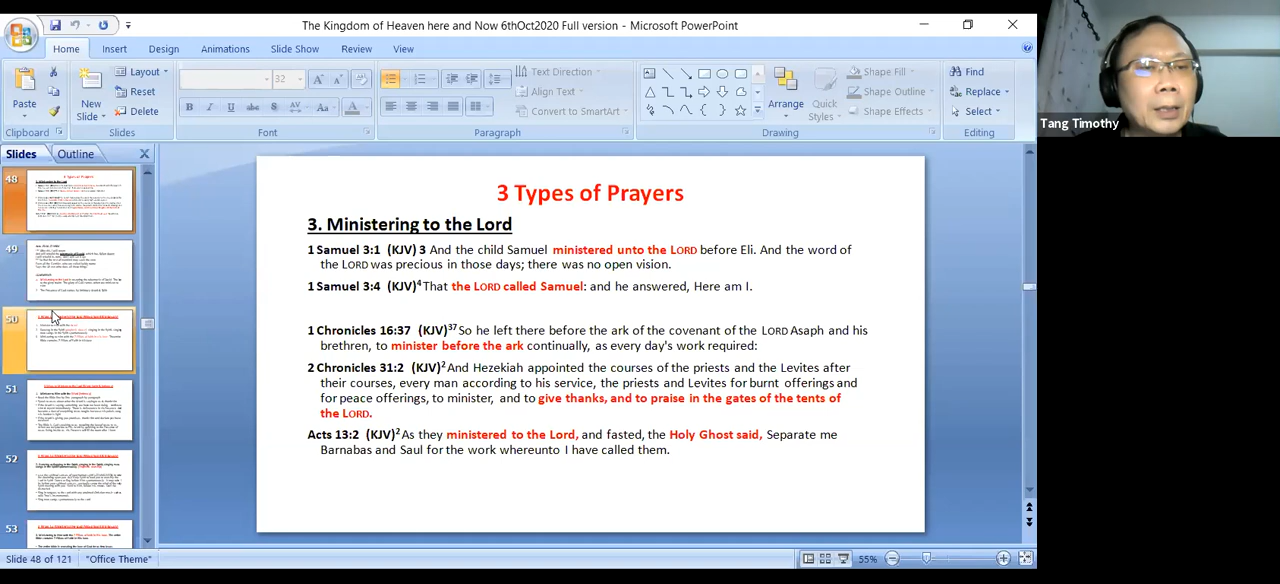 The Kingdom of Heaven here and Now 6thOct2020 Full version - Microsoft PowerPoint
Home Insert Design Animations Slide Show Review View
Paste
Clipboard
New Slide
Layout
Reset
Delete
Slides
32
Font
Paragraph
Text Direction
Align Text
Convert to SmartArt
Arrange
Quick Styles
Shape Fill
Shape Outline
Shape Effects
Drawing
Find
Replace
Select
Editing
Tang Timothy
Slides Outline
48
49
50
51
52
53
3 Types of Prayers
3. Ministering to the Lord
1 Samuel 3:1 (KJV) 3 And the child Samuel ministered unto the LORD before Eli. And the word of
the LORD was precious in those days; there was no open vision.
1 Samuel 3:4 (KJV)4 That the LORD called Samuel: and he answered, Here am I.
1 Chronicles 16:37 (KJV)37 So he left there before the ark of the covenant of the LORD Asaph and his
brethren, to minister before the ark continually, as every day's work required:
2 Chronicles 31:2 (KJV)2 And Hezekiah appointed the courses of the priests and the Levites after
their courses, every man according to his service, the priests and Levites for burnt offerings and
for peace offerings, to minister, and to give thanks, and to praise in the gates of the tents of
the LORD.
Acts 13:2 (KJV)2 As they ministered to the Lord, and fasted, the Holy Ghost said, Separate me
Barnabas and Saul for the work whereunto I have called them.
Slide 48 of 121 "Office Theme" 55%